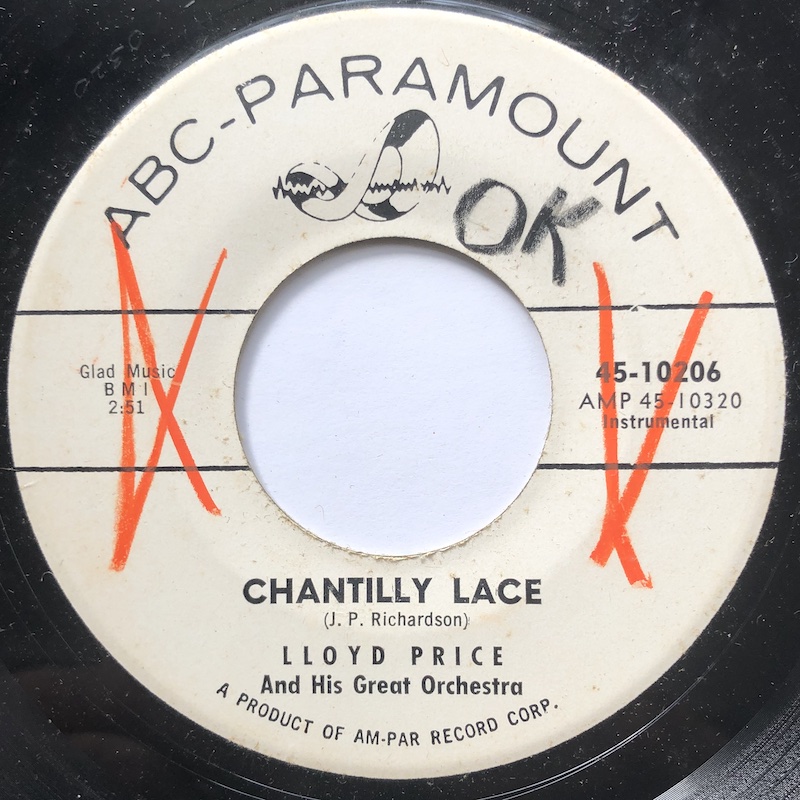 ABC-PARAMOUNT
OK
Glad Music
B M I
2:51
45-10206
AMP 45-10320
Instrumental
CHANTILLY LACE
(J. P. Richardson)
LLOYD PRICE
And His Great Orchestra
A PRODUCT OF AM-PAR RECORD CORP.